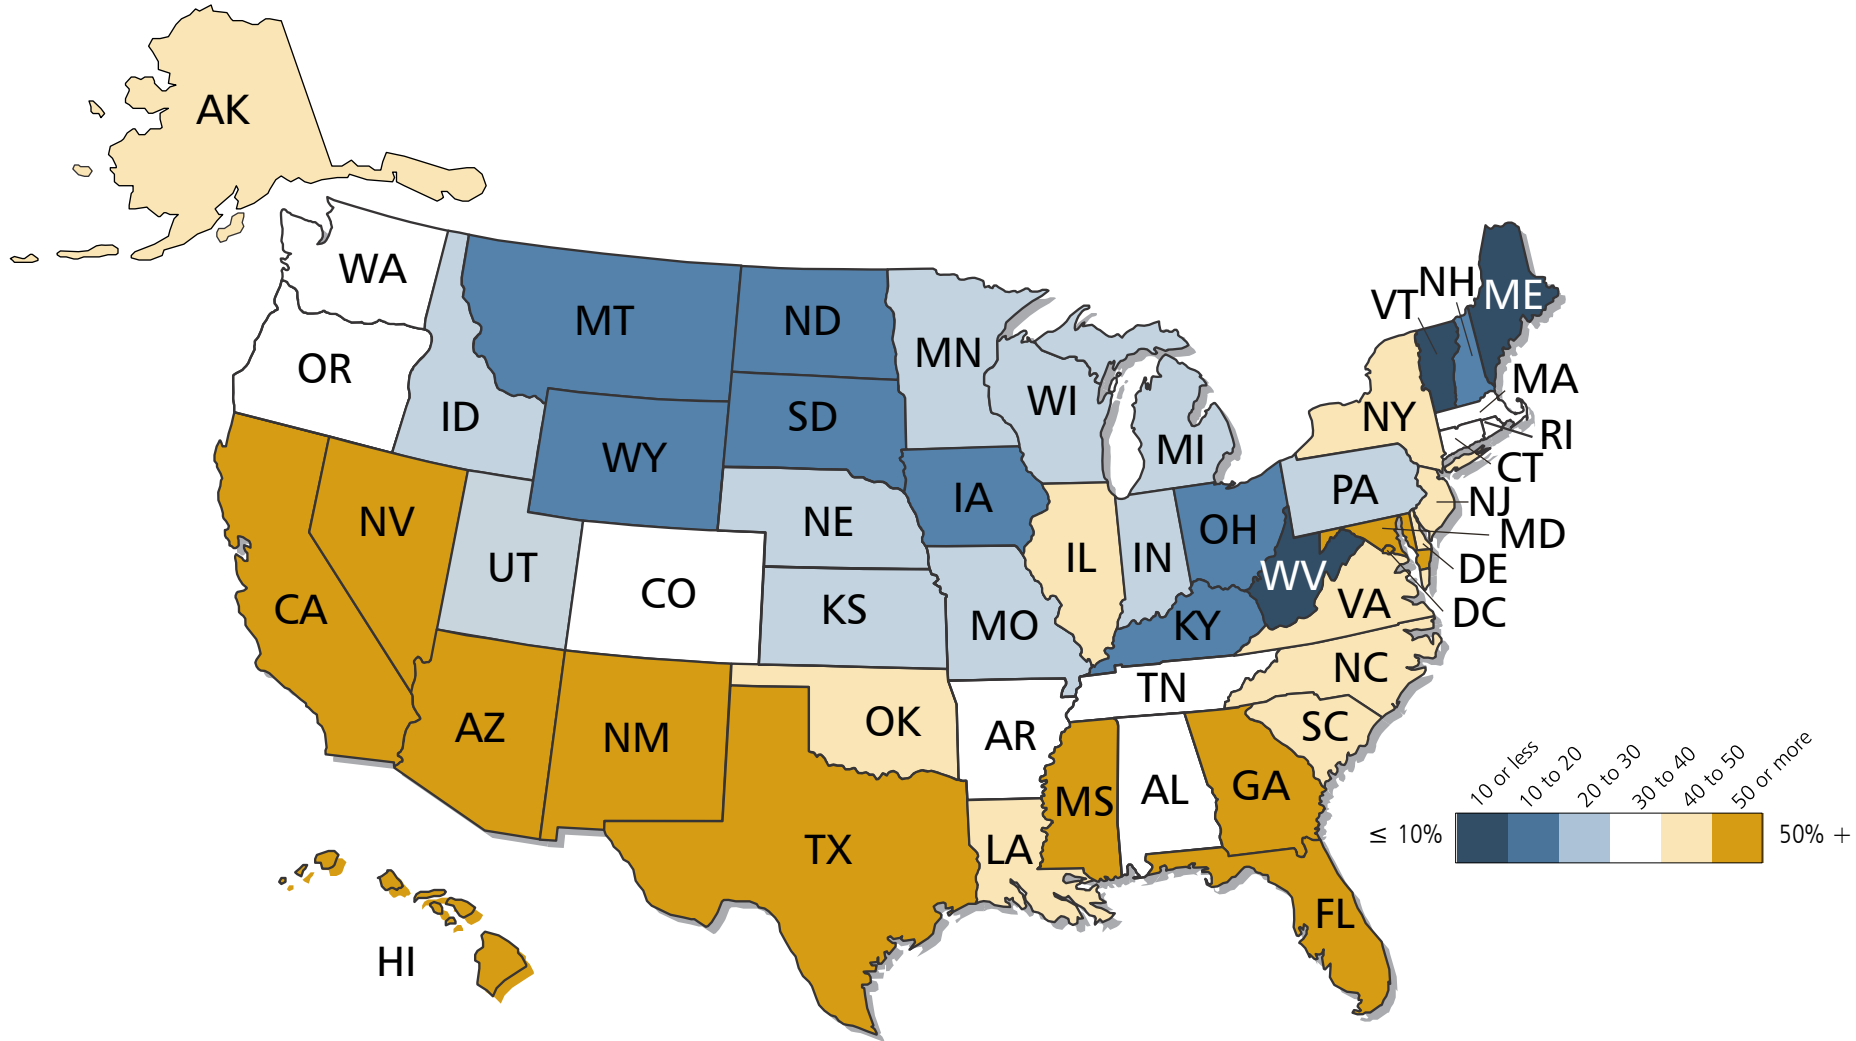 AK
WA
MT
ND
MN
VT
NH
ME
OR
ID
WY
SD
WI
MI
NY
MA
RI
CT
NV
UT
NE
IA
PA
NJ
MD
CA
CO
KS
MO
IL
IN
OH
WV
VA
DE
DC
KY
AZ
NM
OK
AR
TN
NC
SC
TX
LA
MS
AL
GA
FL
HI
10 or less
10 to 20
20 to 30
30 to 40
40 to 50
50 or more
≤ 10%
50% +